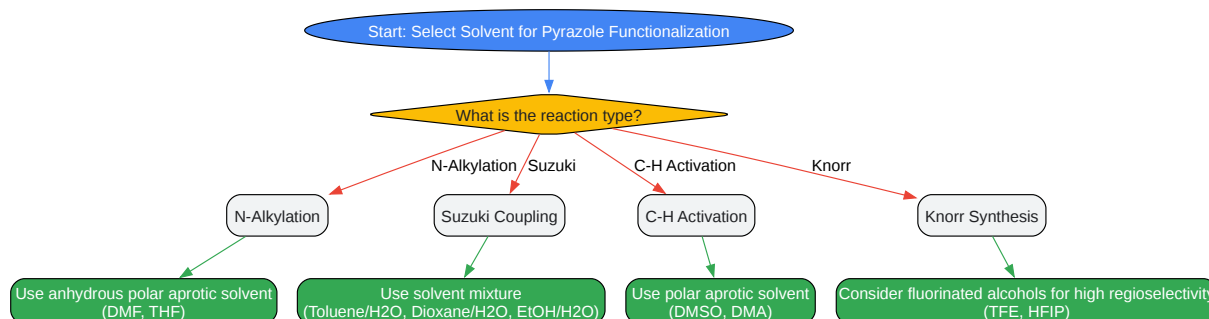 Start: Select Solvent for Pyrazole Functionalization
What is the reaction type?
N-Alkylation
Suzuki
C-H Activation
Knorr
N-Alkylation
Suzuki Coupling
C-H Activation
Knorr Synthesis
Use anhydrous polar aprotic solvent
(DMF, THF)
Use solvent mixture
(Toluene/H2O, Dioxane/H2O, EtOH/H2O)
Use polar aprotic solvent
(DMSO, DMA)
Consider fluorinated alcohols for high regioselectivity
(TFE, HFIP)